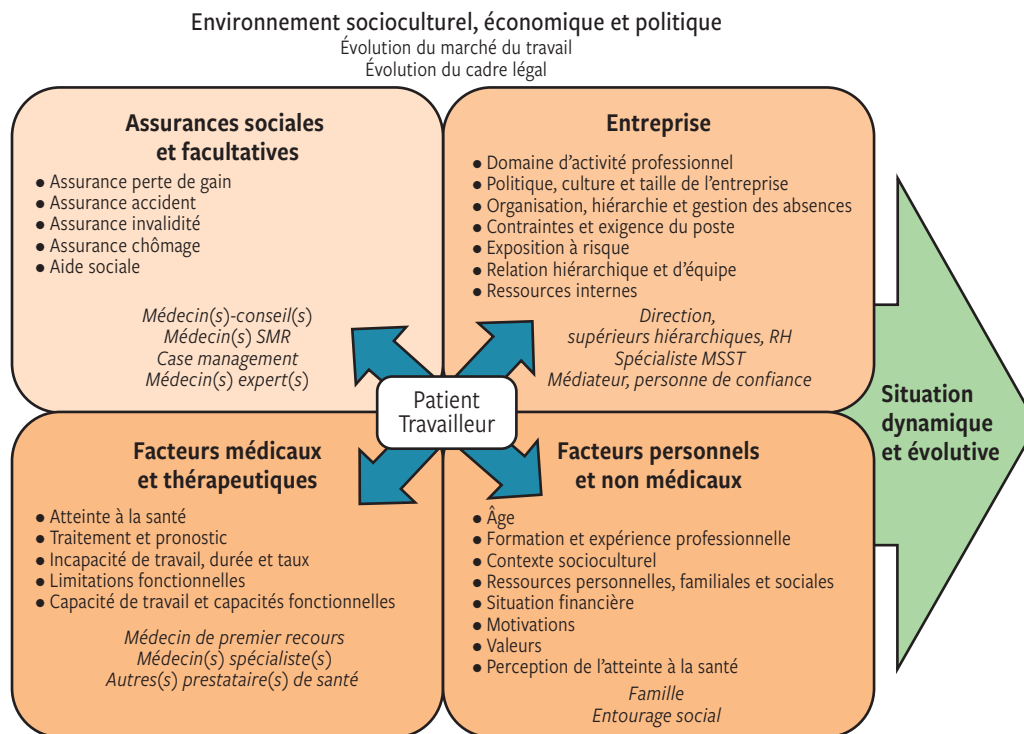 Environnement socioculturel, économique et politique
Évolution du marché du travail
Évolution du cadre légal
Assurances sociales
et facultatives
● Assurance perte de gain
● Assurance accident
● Assurance invalidité
● Assurance chômage
● Aide sociale
Médecin(s)-conseil(s)
Médecin(s) SMR
Case management
Médecin(s) expert(s)
Entreprise
● Domaine d'activité professionnel
● Politique, culture et taille de l'entreprise
● Organisation, hiérarchie et gestion des absences
● Contraintes et exigence du poste
● Exposition à risque
● Relation hiérarchique et d'équipe
● Ressources internes
Direction,
supérieurs hiérarchiques, RH
Spécialiste MSST
Médiateur, personne de confiance
Patient
Travailleur
Facteurs médicaux
et thérapeutiques
● Atteinte à la santé
● Traitement et pronostic
● Incapacité de travail, durée et taux
● Limitations fonctionnelles
● Capacité de travail et capacités fonctionnelles
Médecin de premier recours
Médecin(s) spécialiste(s)
Autres(s) prestataire(s) de santé
Facteurs personnels
et non médicaux
● Âge
● Formation et expérience professionnelle
● Contexte socioculturel
● Ressources personnelles, familiales et sociales
● Situation financière
● Motivations
● Valeurs
● Perception de l'atteinte à la santé
Famille
Entourage social
Situation
dynamique
et évolutive